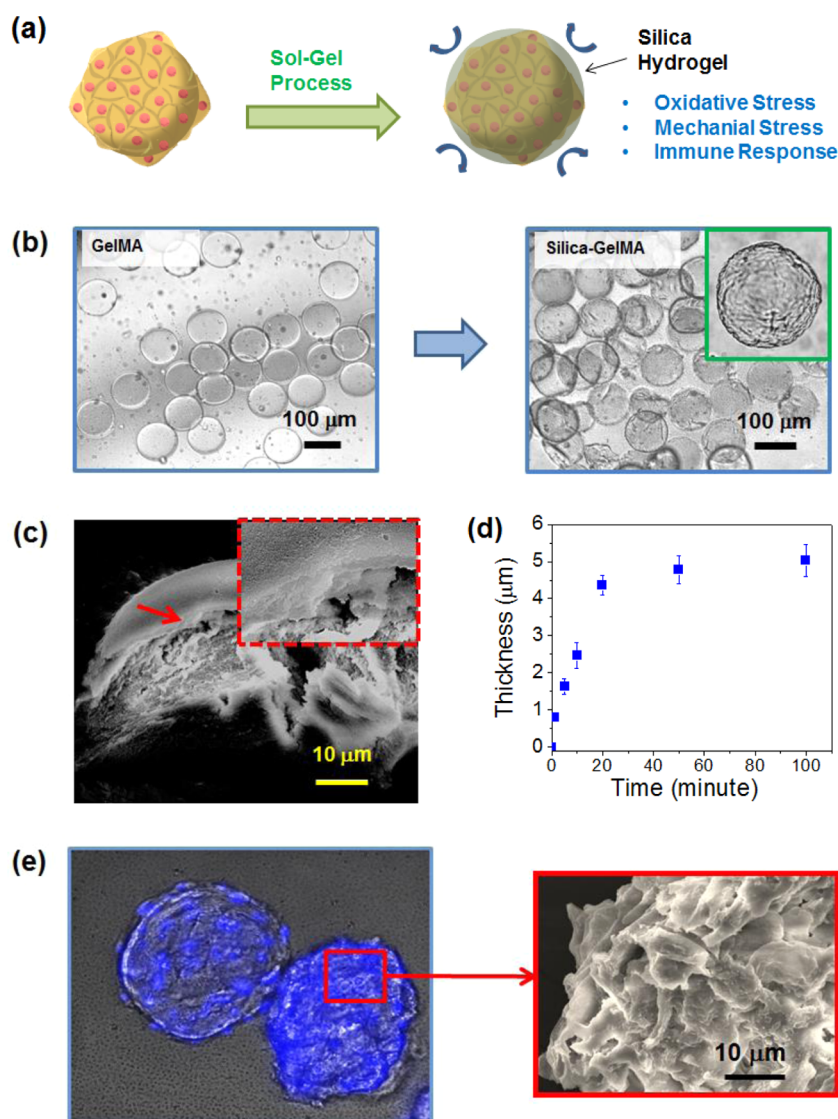 (a)
Sol-Gel
Process
Silica
Hydrogel
• Oxidative Stress
• Mechanial Stress
• Immune Response
(b)
GelMA
100 μm
Silica-GelMA
100 μm
(c)
10 μm
(d)
6
5
4
3
2
1
0
Thickness (μm)
0 20 40 60 80 100
Time (minute)
(e)
10 μm